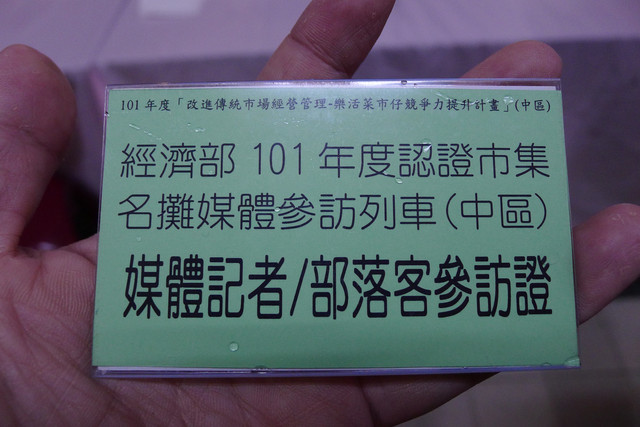 101 年度「改進傳統市場經營管理-樂活菜市仔競爭力提升計畫」(中區)
經濟部 101 年度認證市集
名攤媒體參訪列車(中區)
媒體記者/部落客參訪證